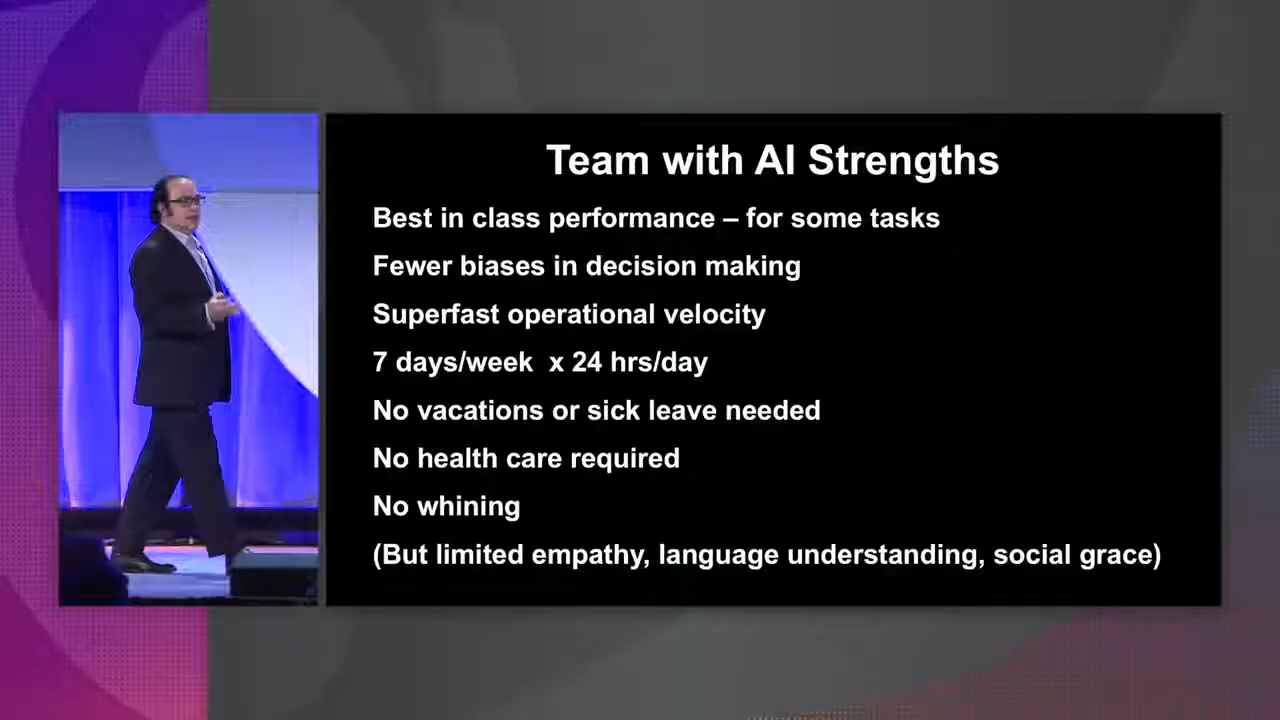 Team with AI Strengths
Best in class performance – for some tasks
Fewer biases in decision making
Superfast operational velocity
7 days/week  x 24 hrs/day
No vacations or sick leave needed
No health care required
No whining
(But limited empathy, language understanding, social grace)